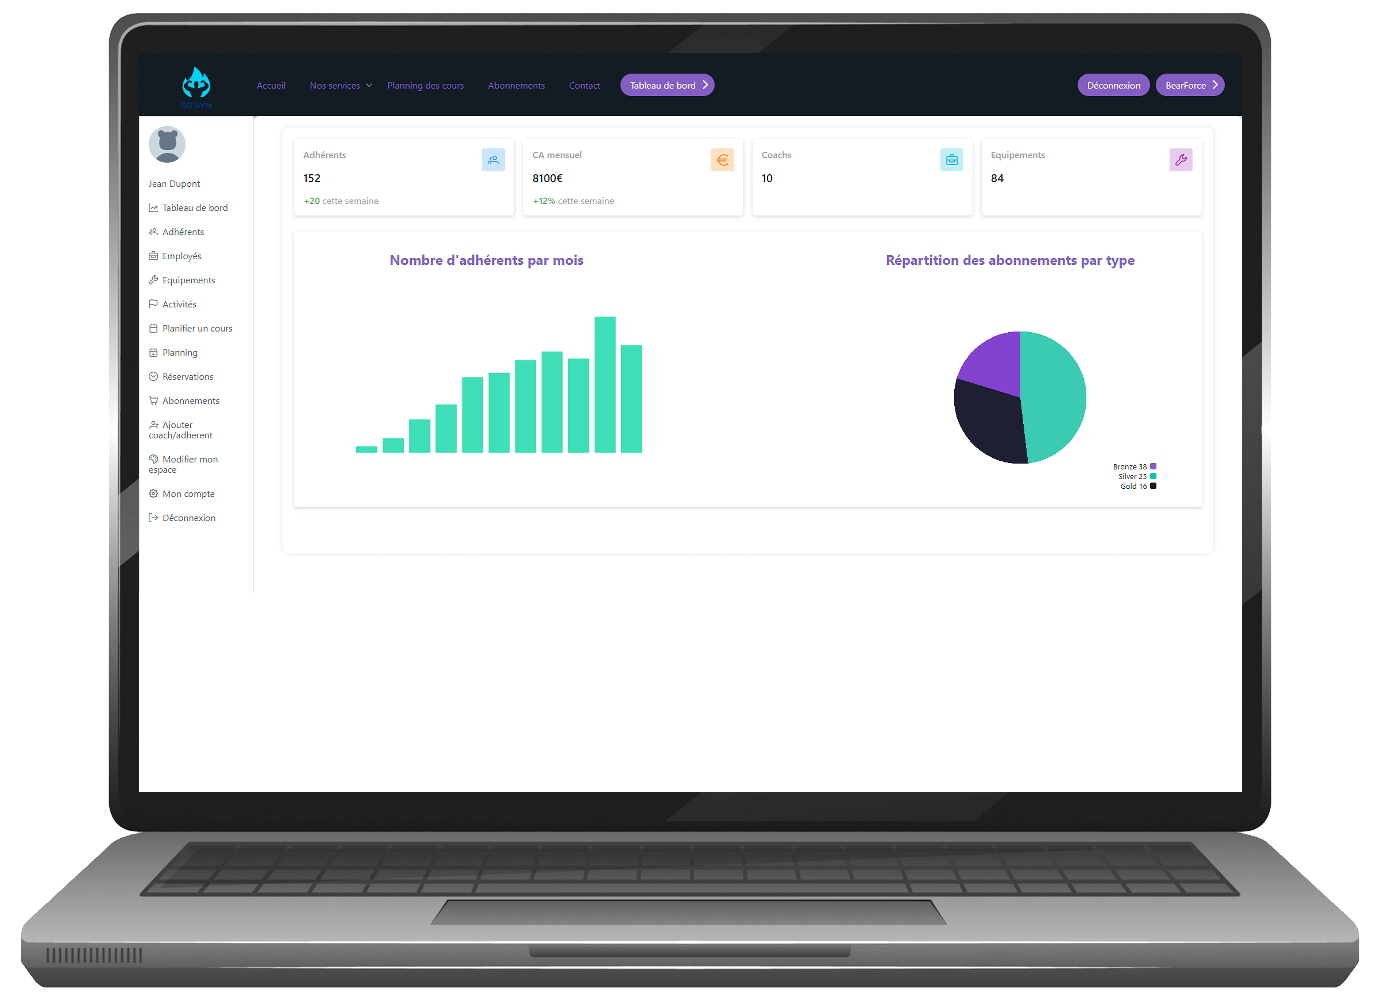 GO GYM
Accueil
Nos services
Planning des cours
Abonnements
Contact
Tableau de bord
Déconnexion
BearForce
Jean Dupont
Tableau de bord
Adhérents
Employés
Equipements
Activités
Planifier un cours
Planning
Réservations
Abonnements
Ajouter
coach/adherent
Modifier mon
espace
Mon compte
Déconnexion
Adhérents
152
+20 cette semaine
CA mensuel
8100€
+12% cette semaine
Coachs
10
Equipements
84
Nombre d'adhérents par mois
Répartition des abonnements par type
Bronze 38
Silver 25
Gold 16